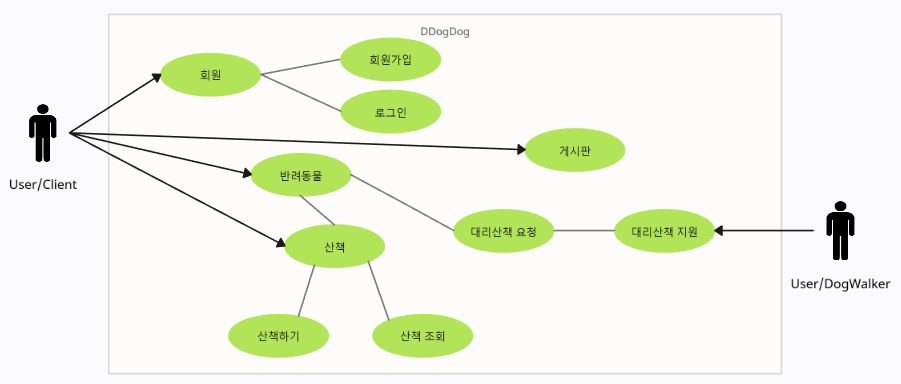 DDogDog
회원
회원가입
로그인
게시판
반려동물
User/Client
산책
대리산책 요청
대리산책 지원
User/DogWalker
산책하기
산책 조회